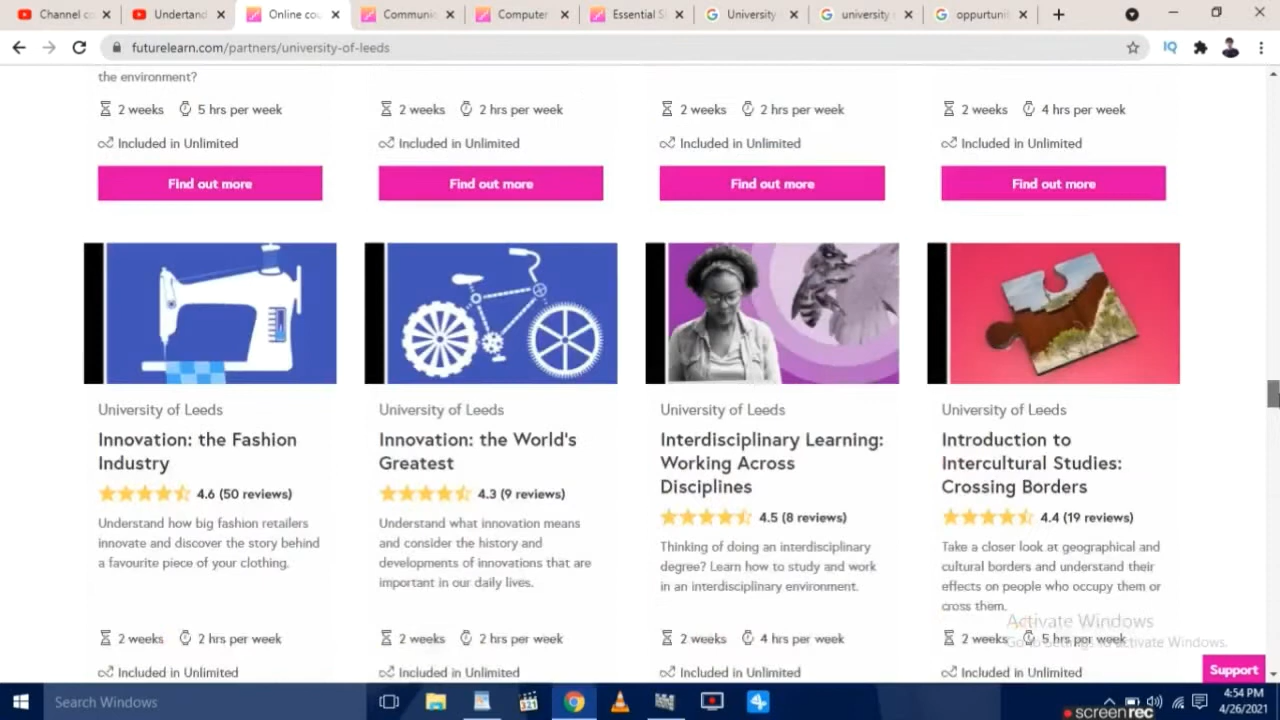 Channel co
Undertand
Online cou
Communi
Computer
Essential S
University
university
oppurtuni
futurelearn.com/partners/university-of-leeds
IQ
the environment?
2 weeks 5 hrs per week
2 weeks 2 hrs per week
2 weeks 2 hrs per week
2 weeks 4 hrs per week
Included in Unlimited
Included in Unlimited
Included in Unlimited
Included in Unlimited
Find out more
Find out more
Find out more
Find out more
University of Leeds
Innovation: the Fashion
Industry
4.6 (50 reviews)
Understand how big fashion retailers
innovate and discover the story behind
a favourite piece of your clothing.
2 weeks 2 hrs per week
Included in Unlimited
University of Leeds
Innovation: the World's
Greatest
4.3 (9 reviews)
Understand what innovation means
and consider the history and
developments of innovations that are
important in our daily lives.
2 weeks 2 hrs per week
Included in Unlimited
University of Leeds
Interdisciplinary Learning:
Working Across
Disciplines
4.5 (8 reviews)
Thinking of doing an interdisciplinary
degree? Learn how to study and work
in an interdisciplinary environment.
2 weeks 4 hrs per week
Included in Unlimited
University of Leeds
Introduction to
Intercultural Studies:
Crossing Borders
4.4 (19 reviews)
Take a closer look at geographical and
cultural borders and understand their
effects on people who occupy them or
cross them.
2 weeks 5 hrs per week
Included in Unlimited
Activate Windows
Go to Settings to activate Windows.
Support
Search Windows
4:54 PM
4/26/2021
screenrec